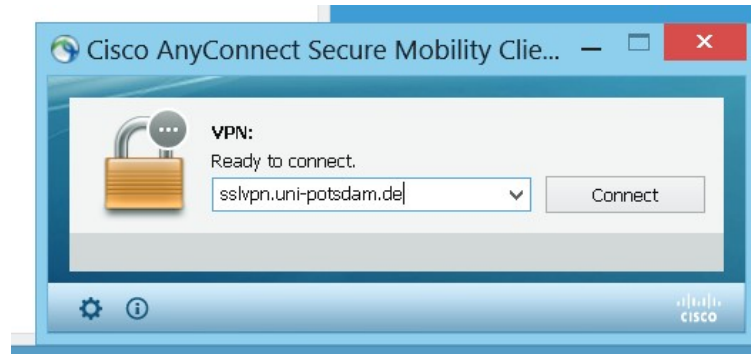 Cisco AnyConnect Secure Mobility Clie...
VPN:
Ready to connect.
sslvpn.uni-potsdam.de
Connect
CISCO